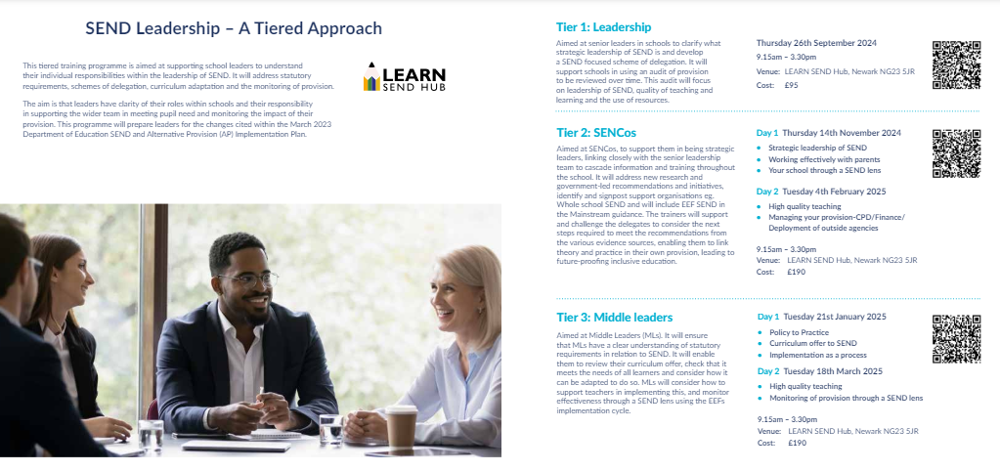 SEND Leadership – A Tiered Approach
This tiered training programme is aimed at supporting school leaders to understand
their individual responsibilities within the leadership of SEND. It will address statutory
requirements, schemes of delegation, curriculum adaptation and the monitoring of provision.
The aim is that leaders have clarity of their roles within schools and their responsibility
in supporting the wider team in meeting pupil need and monitoring the impact of their
provision. This programme will prepare leaders for the changes cited within the March 2023
Department of Education SEND and Alternative Provision (AP) Implementation Plan.
LEARN
SEND HUB
Tier 1: Leadership
Aimed at senior leaders in schools to clarify what
strategic leadership of SEND is and develop
a SEND focused scheme of delegation. It will
support schools in using an audit of provision
to be reviewed over time. This audit will focus
on leadership of SEND, quality of teaching and
learning and the use of resources.
Thursday 26th September 2024
9.15am – 3.30pm
Venue: LEARN SEND Hub, Newark NG23 5JR
Cost: £95
Tier 2: SENCos
Aimed at SENCos, to support them in being strategic
leaders, linking closely with the senior leadership
team to cascade information and training throughout
the school. It will address new research and
government-led recommendations and initiatives,
identify and signpost support organisations eg.
Whole school SEND and will include EEF SEND in
the Mainstream guidance. The trainers will support
and challenge the delegates to consider the next
steps required to meet the recommendations from
the various evidence sources, enabling them to link
theory and practice in their own provision, leading to
future-proofing inclusive education.
Day 1 Thursday 14th November 2024
• Strategic leadership of SEND
• Working effectively with parents
• Your school through a SEND lens
Day 2 Tuesday 4th February 2025
• High quality teaching
• Managing your provision-CPD/Finance/
Deployment of outside agencies
9.15am – 3.30pm
Venue: LEARN SEND Hub, Newark NG23 5JR
Cost: £190
Tier 3: Middle leaders
Aimed at Middle Leaders (MLs). It will ensure
that MLs have a clear understanding of statutory
requirements in relation to SEND. It will enable
them to review their curriculum offer, check that it
meets the needs of all learners and consider how it
can be adapted to do so. MLs will consider how to
support teachers in implementing this, and monitor
effectiveness through a SEND lens using the EEFs
implementation cycle.
Day 1 Tuesday 21st January 2025
• Policy to Practice
• Curriculum offer to SEND
• Implementation as a process
Day 2 Tuesday 18th March 2025
• High quality teaching
• Monitoring of provision through a SEND lens
9.15am – 3.30pm
Venue: LEARN SEND Hub, Newark NG23 5JR
Cost: £190